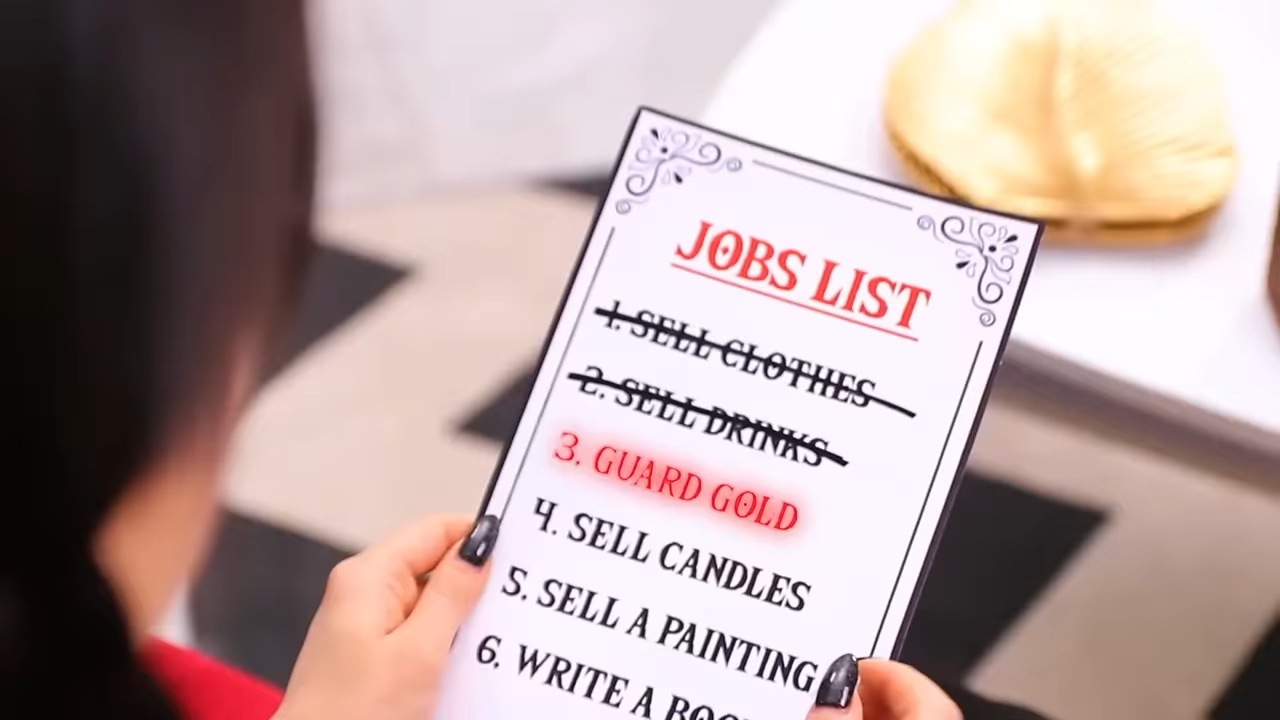 JOBS LIST
1. SELL CLOTHES
2. SELL DRINKS
3. GUARD GOLD
4. SELL CANDLES
5. SELL A PAINTING
6. WRITE A